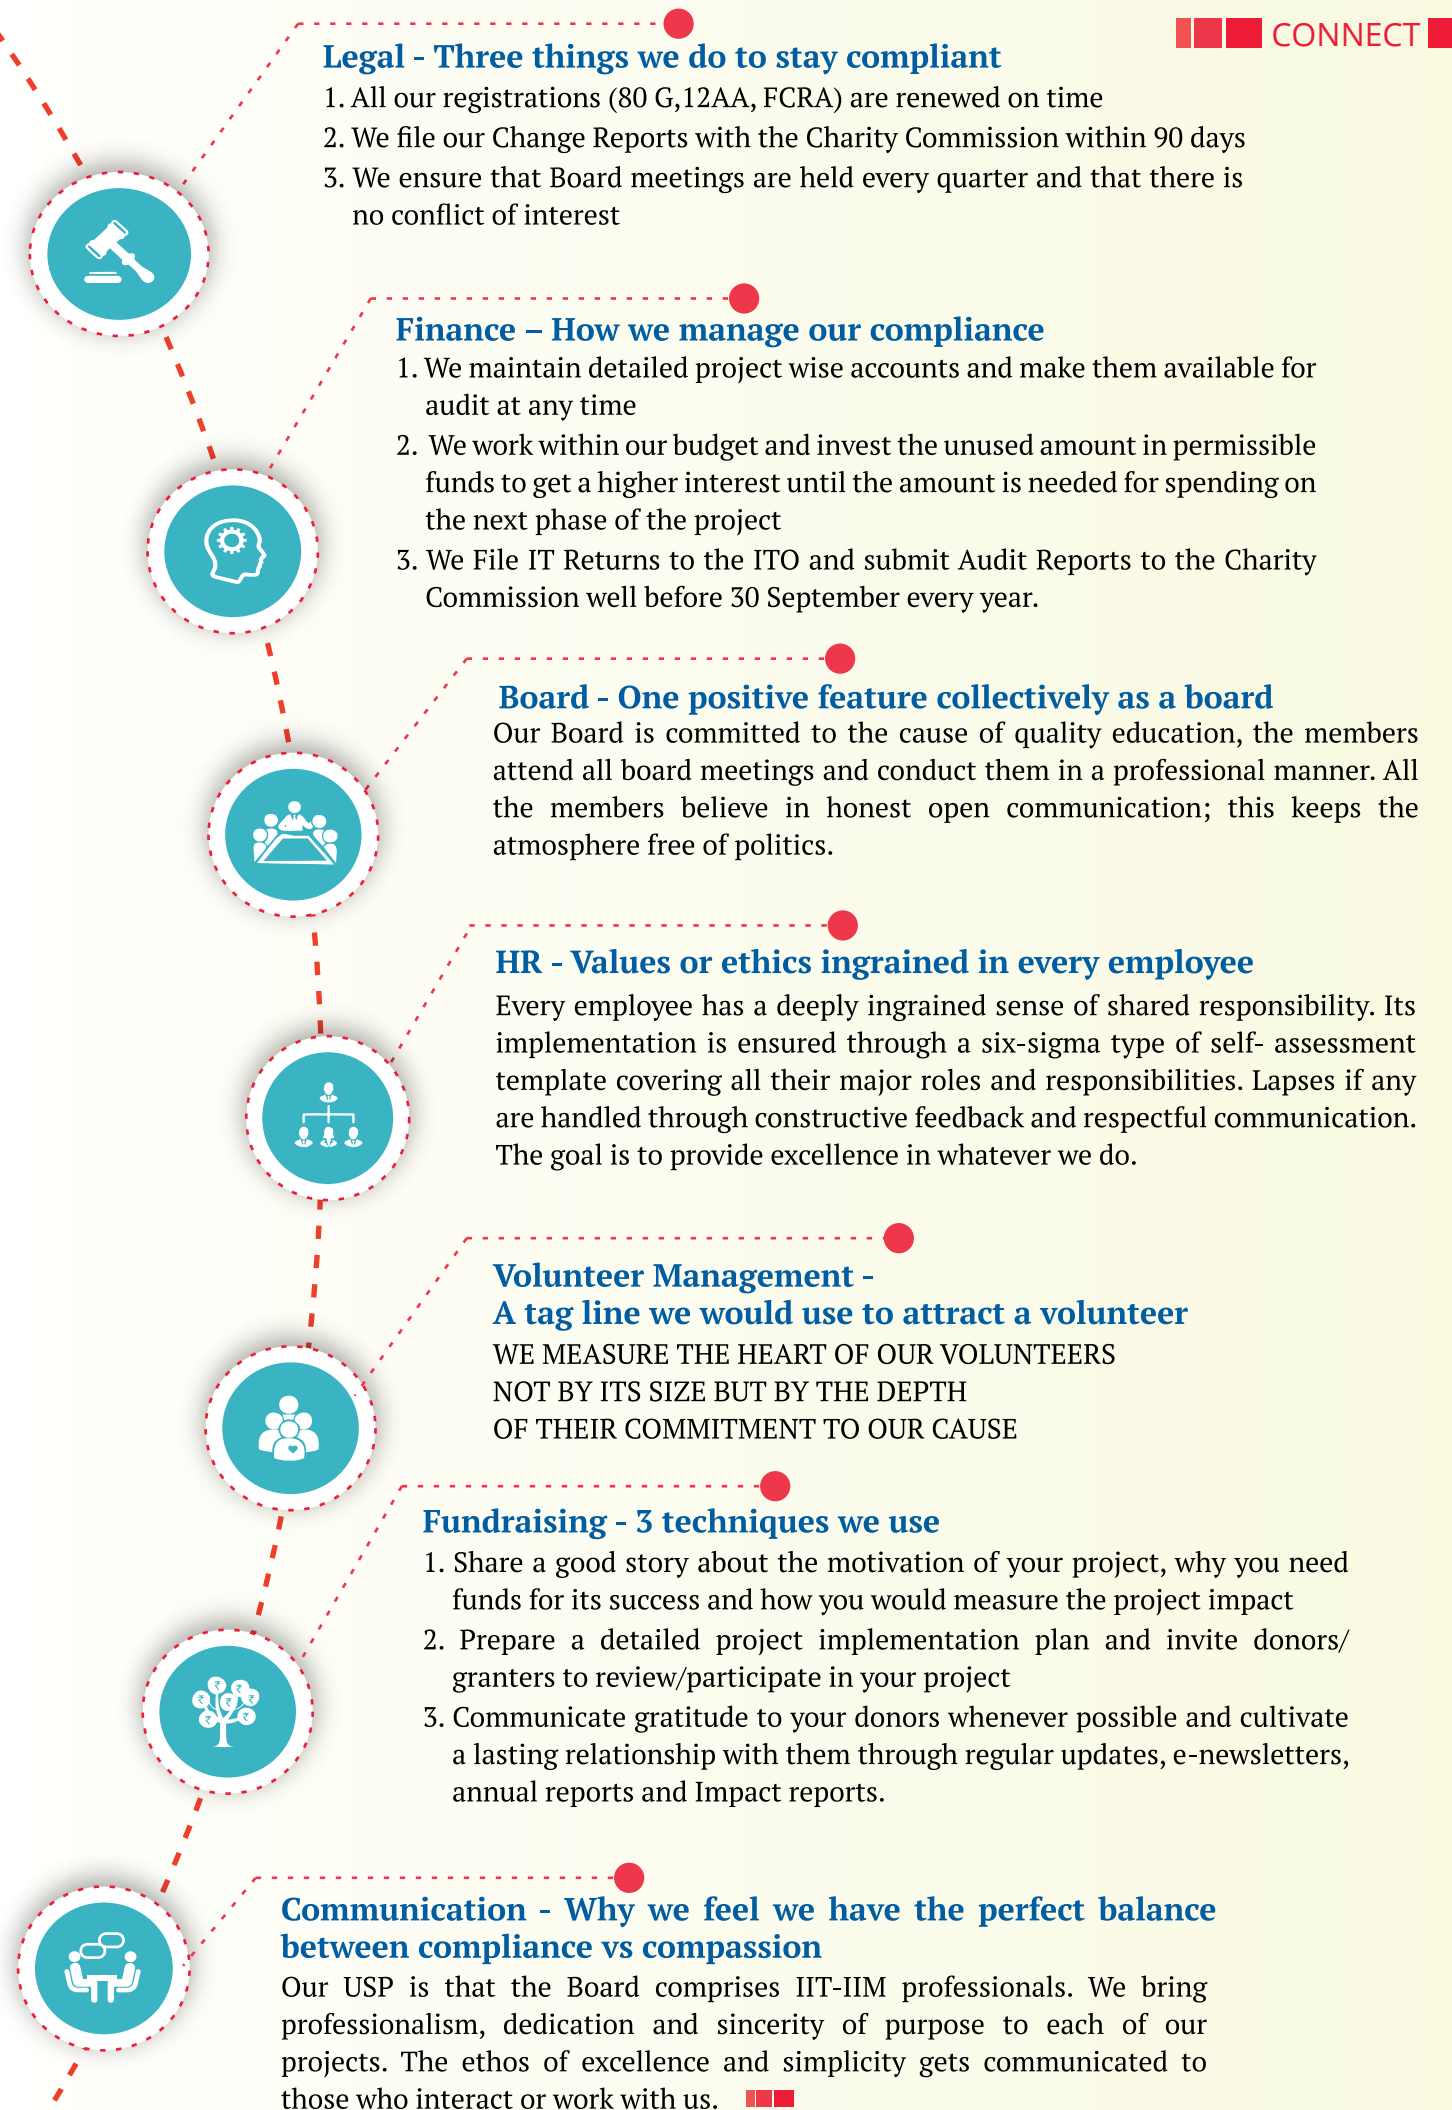 CONNECT
Legal - Three things we do to stay compliant
1. All our registrations (80 G,12AA, FCRA) are renewed on time
2. We file our Change Reports with the Charity Commission within 90 days
3. We ensure that Board meetings are held every quarter and that there is
no conflict of interest
Finance – How we manage our compliance
1. We maintain detailed project wise accounts and make them available for
audit at any time
2. We work within our budget and invest the unused amount in permissible
funds to get a higher interest until the amount is needed for spending on
the next phase of the project
3. We File IT Returns to the ITO and submit Audit Reports to the Charity
Commission well before 30 September every year.
Board - One positive feature collectively as a board
Our Board is committed to the cause of quality education, the members
attend all board meetings and conduct them in a professional manner. All
the members believe in honest open communication; this keeps the
atmosphere free of politics.
HR - Values or ethics ingrained in every employee
Every employee has a deeply ingrained sense of shared responsibility. Its
implementation is ensured through a six-sigma type of self- assessment
template covering all their major roles and responsibilities. Lapses if any
are handled through constructive feedback and respectful communication.
The goal is to provide excellence in whatever we do.
Volunteer Management -
A tag line we would use to attract a volunteer
WE MEASURE THE HEART OF OUR VOLUNTEERS
NOT BY ITS SIZE BUT BY THE DEPTH
OF THEIR COMMITMENT TO OUR CAUSE
Fundraising - 3 techniques we use
1. Share a good story about the motivation of your project, why you need
funds for its success and how you would measure the project impact
2. Prepare a detailed project implementation plan and invite donors/
granters to review/participate in your project
3. Communicate gratitude to your donors whenever possible and cultivate
a lasting relationship with them through regular updates, e-newsletters,
annual reports and Impact reports.
₹ ₹ ₹ ₹ ₹ ₹ ₹
Communication - Why we feel we have the perfect balance
between compliance vs compassion
Our USP is that the Board comprises IIT-IIM professionals. We bring
professionalism, dedication and sincerity of purpose to each of our
projects. The ethos of excellence and simplicity gets communicated to
those who interact or work with us.